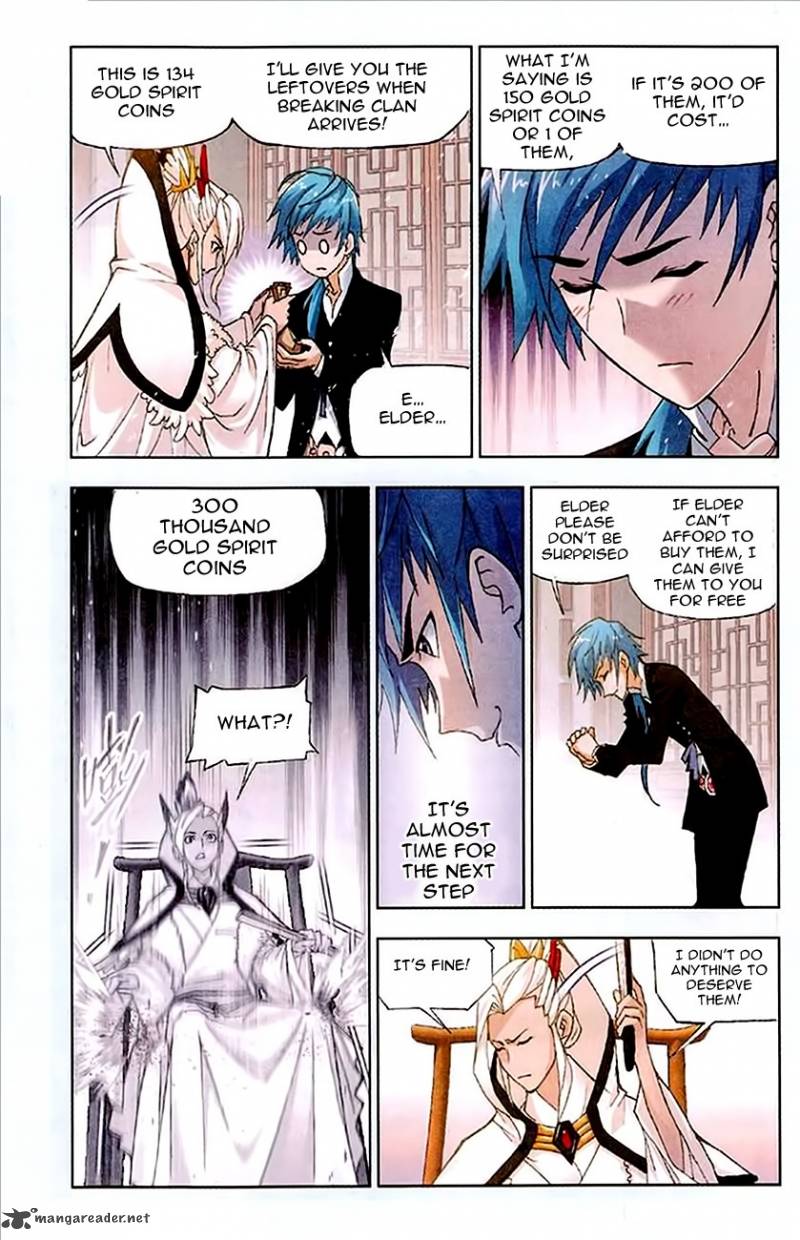 THIS IS 134
GOLD SPIRIT
COINS
I'LL GIVE YOU THE
LEFTOVERS WHEN
BREAKING CLAN
ARRIVES!
E...
ELDER...
WHAT I'M
SAYING IS
150 GOLD
SPIRIT COINS
OR 1 OF
THEM,
IF IT'S 200 OF
THEM, IT'D
COST...
300
THOUSAND
GOLD SPIRIT
COINS
WHAT?!
IT'S
ALMOST
TIME FOR
THE NEXT
STEP
ELDER
PLEASE
DON'T BE
SURPRISED
IF ELDER
CAN'T
AFFORD TO
BUY THEM, I
CAN GIVE
THEM TO YOU
FOR FREE
IT'S FINE!
I DIDN'T DO
ANYTHING TO
DESERVE
THEM!
mangareader.net